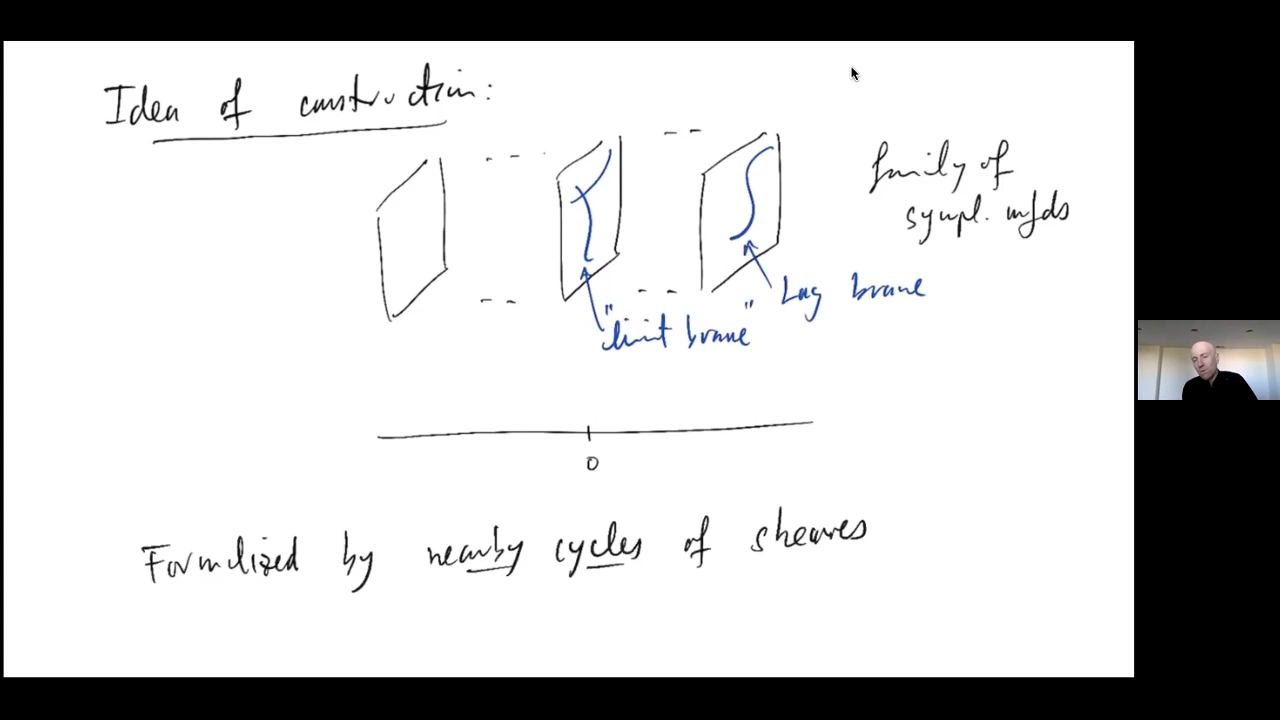 Idea of construction:
family of
sympl. mfds
Lag brane
"limit brane"
0
Formalized by nearby cycles of sheaves